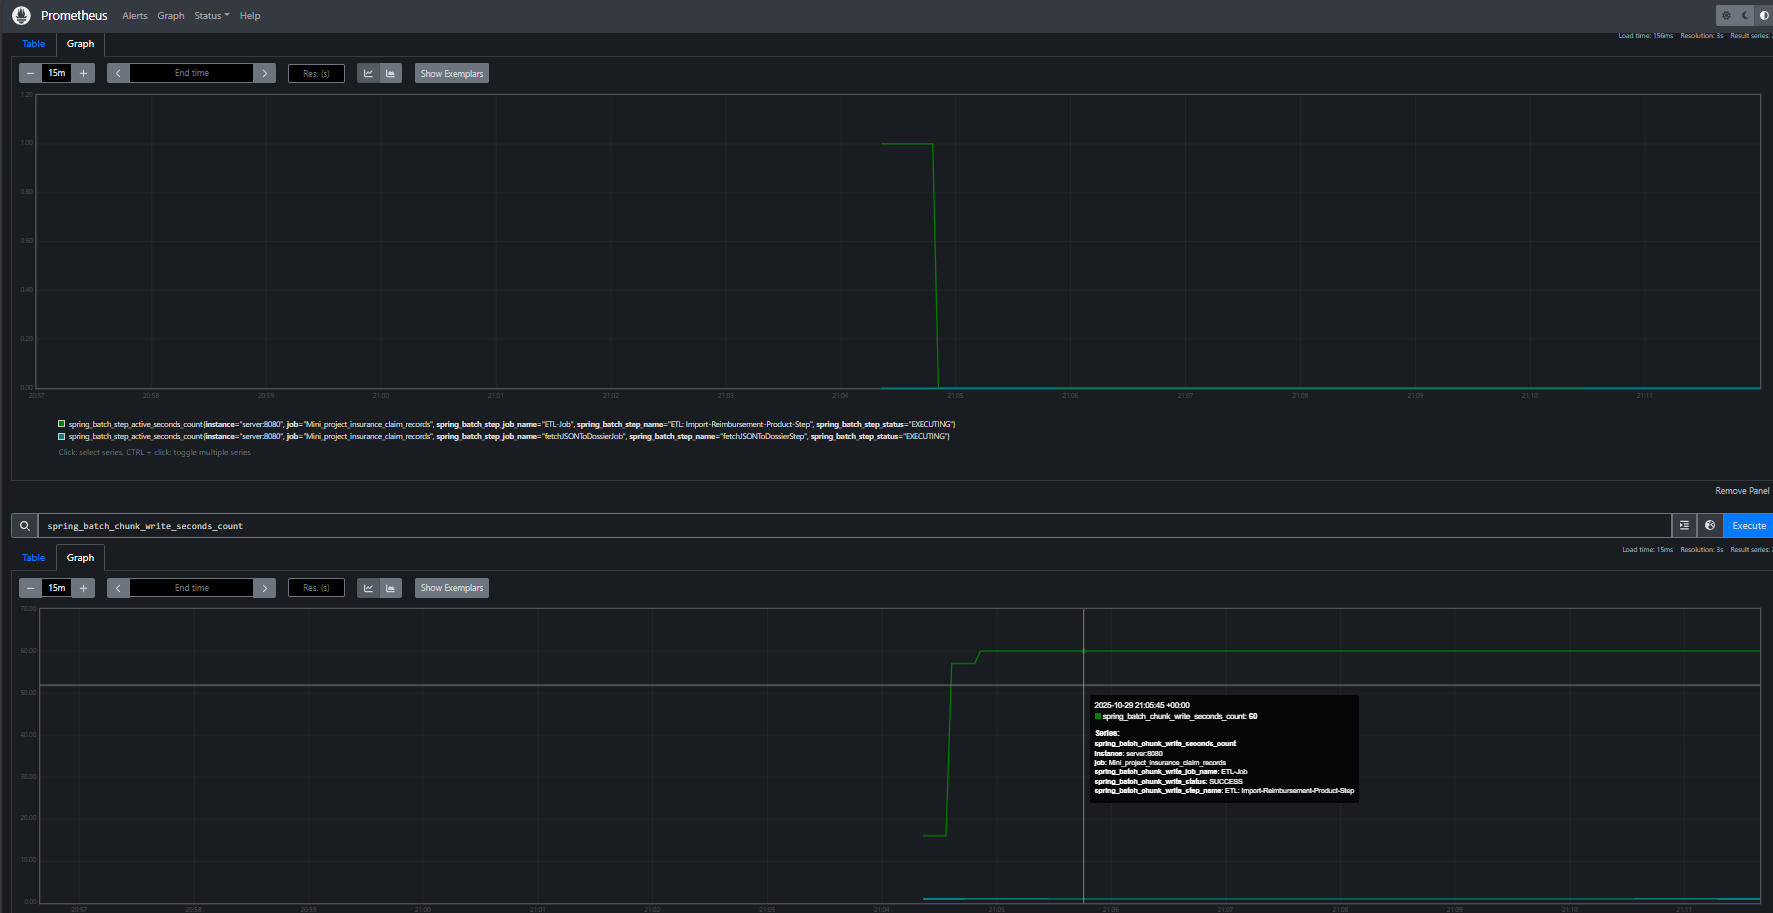 Prometheus Alerts Graph Status Help
Load time: 156ms Resolution: 3s Result series:
Table Graph
− 15m + < End time > Res. (s) Show Exemplars
1.20
1.00
0.80
0.60
0.40
0.20
0.00
20:57 20:58 20:59 21:00 21:01 21:02 21:03 21:04 21:05 21:06 21:07 21:08 21:09 21:10 21:11
spring_batch_step_active_seconds_count{instance="server:8080", job="Mini_project_insurance_claim_records", spring_batch_step_job_name="ETL-Job", spring_batch_step_name="ETL: Import-Reimbursement-Product-Step", spring_batch_step_status="EXECUTING"}
spring_batch_step_active_seconds_count{instance="server:8080", job="Mini_project_insurance_claim_records", spring_batch_step_job_name="fetchJSONToDossierJob", spring_batch_step_name="fetchJSONToDossierStep", spring_batch_step_status="EXECUTING"}
Click: select series, CTRL + click: toggle multiple series
Remove Panel
spring_batch_chunk_write_seconds_count Execute
Load time: 15ms Resolution: 3s Result series:
Table Graph
− 15m + < End time > Res. (s) Show Exemplars
70.00
60.00
50.00
40.00
30.00
20.00
10.00
0.00
2025-10-29 21:05:45 +00:00
spring_batch_chunk_write_seconds_count: 60
Series:
spring_batch_chunk_write_seconds_count
instance: server:8080
job: Mini_project_insurance_claim_records
spring_batch_chunk_write_job_name: ETL-Job
spring_batch_chunk_write_status: SUCCESS
spring_batch_chunk_write_step_name: ETL: Import-Reimbursement-Product-Step
20:57 20:58 20:59 21:00 21:01 21:02 21:03 21:04 21:05 21:06 21:07 21:08 21:09 21:10 21:11